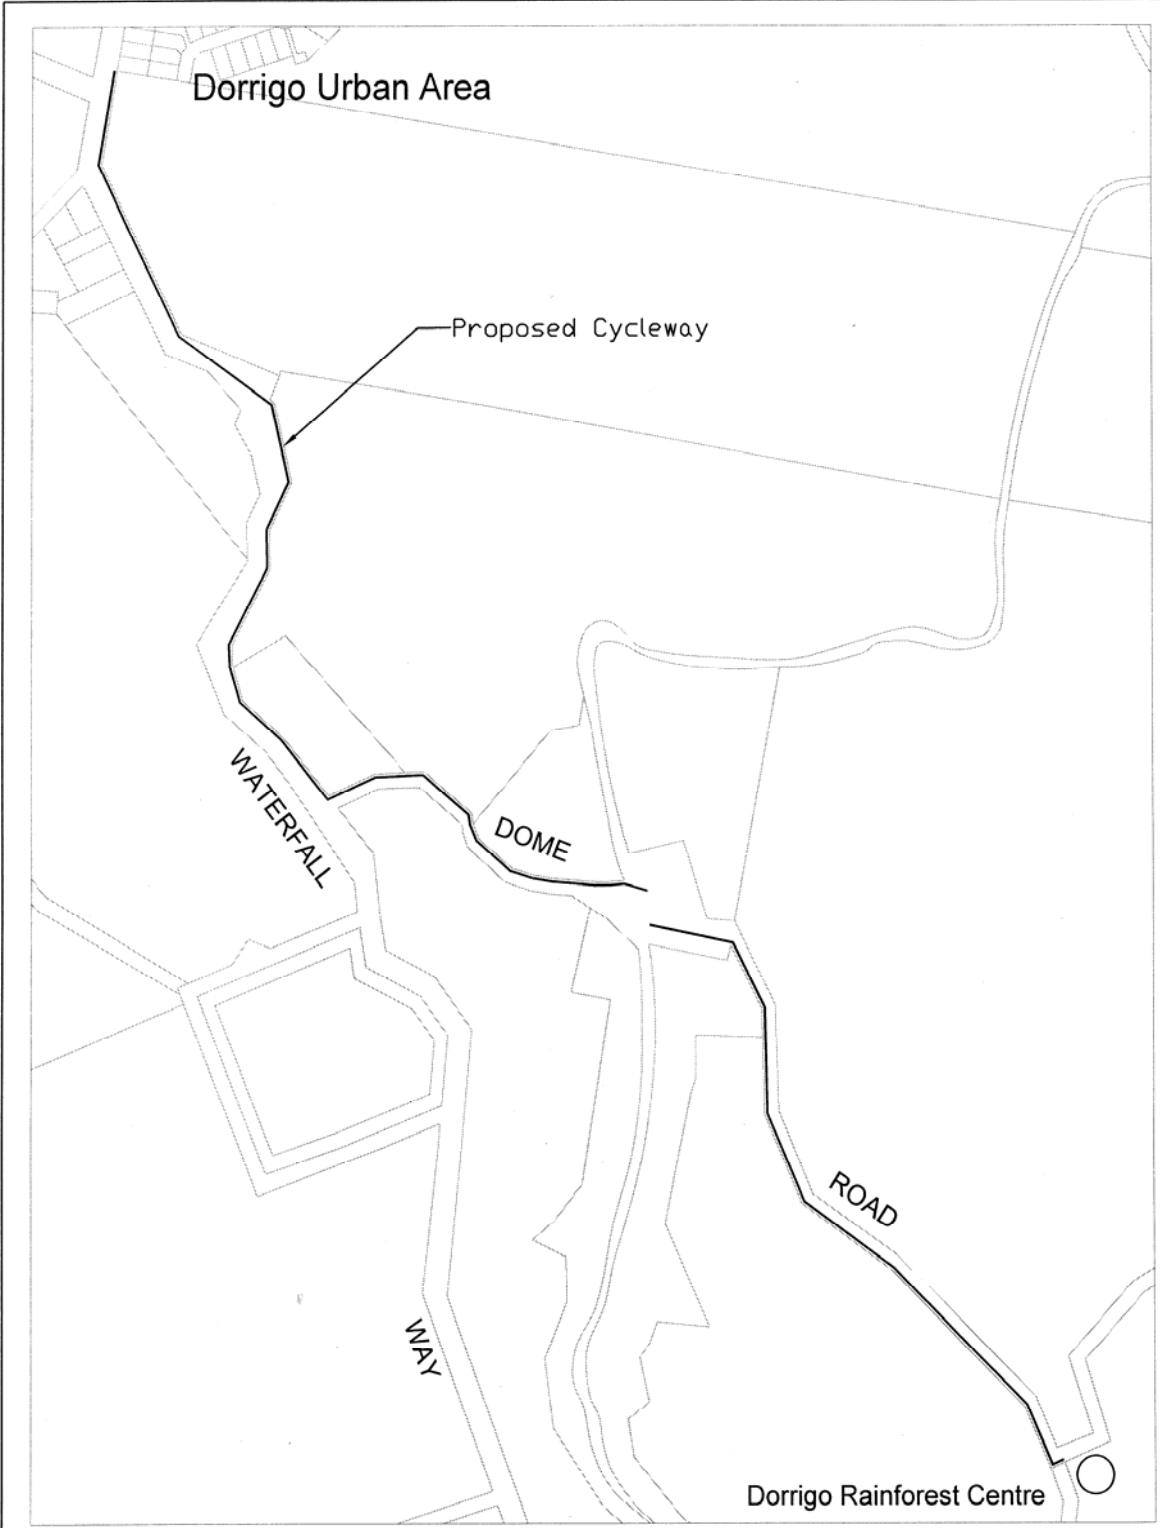 Dorrigo Urban Area
Proposed Cycleway
WATERFALL
DOME
ROAD
WAY
Dorrigo Rainforest Centre